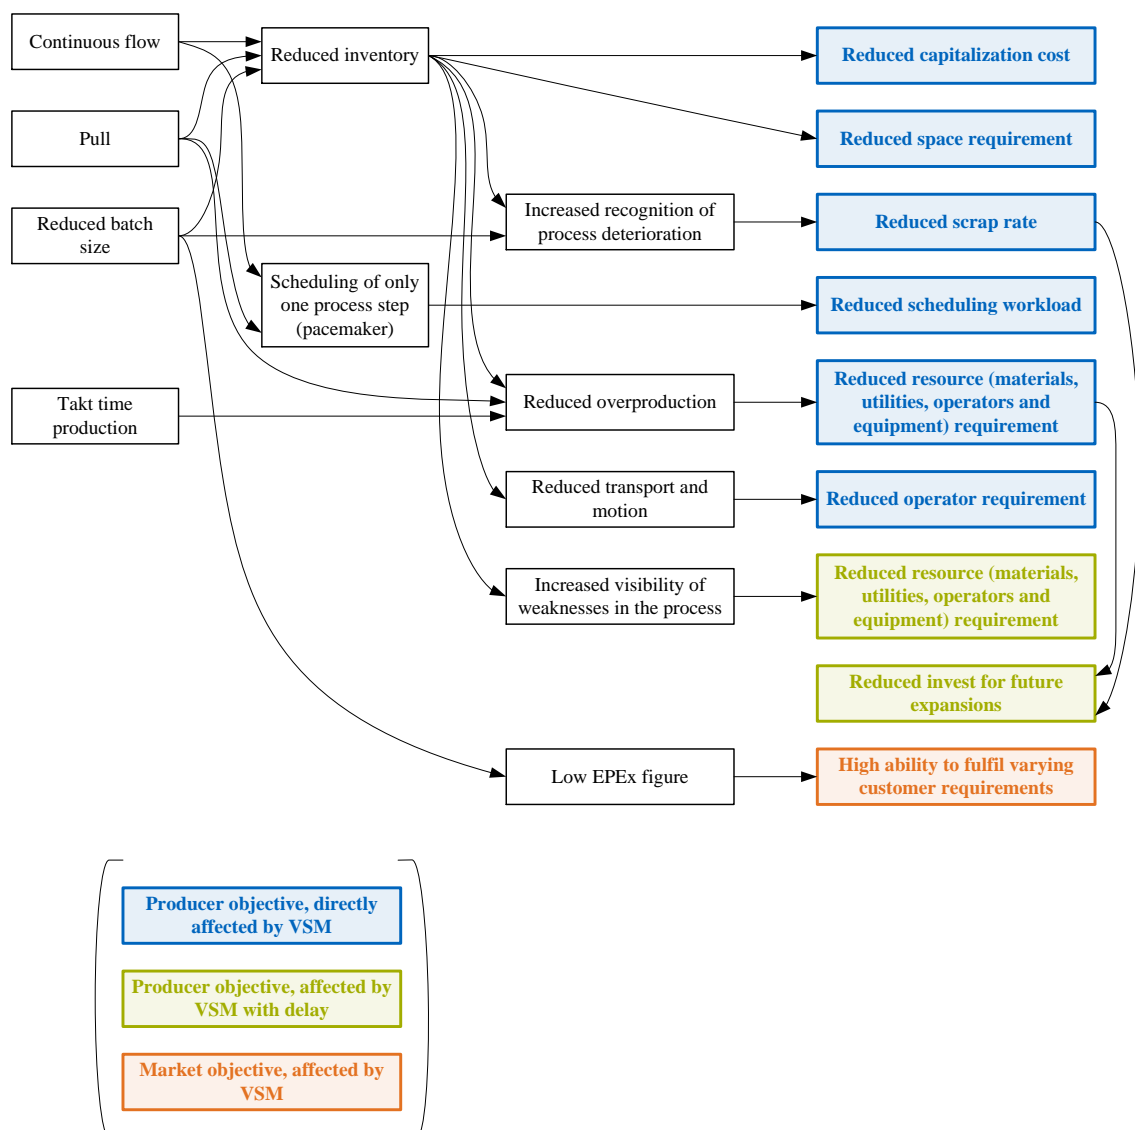 Continuous flow
Reduced inventory
Reduced capitalization cost
Pull
Reduced space requirement
Reduced batch
size
Increased recognition of
process deterioration
Reduced scrap rate
Scheduling of only
one process step
(pacemaker)
Reduced scheduling workload
Takt time
production
Reduced overproduction
Reduced resource (materials,
utilities, operators and
equipment) requirement
Reduced transport and
motion
Reduced operator requirement
Increased visibility of
weaknesses in the process
Reduced resource (materials,
utilities, operators and
equipment) requirement
Reduced invest for future
expansions
Low EPEx figure
High ability to fulfil varying
customer requirements
Producer objective, directly
affected by VSM
Producer objective, affected by
VSM with delay
Market objective, affected by
VSM